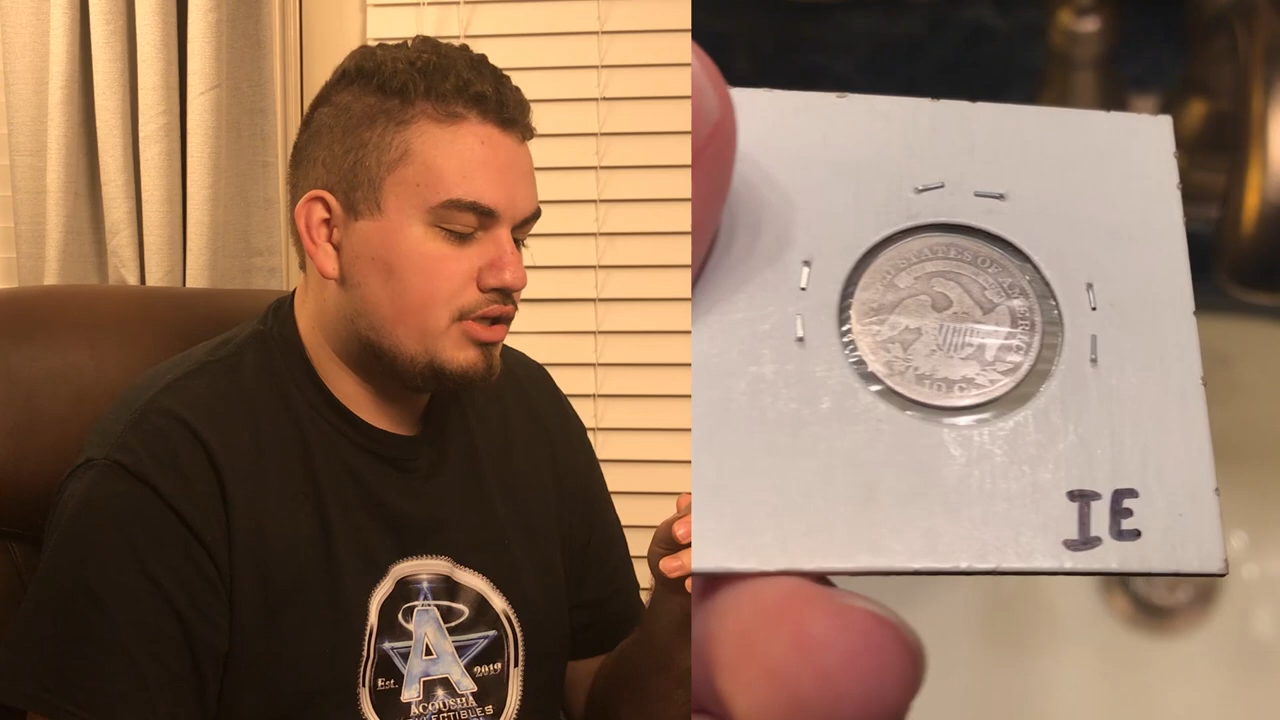 A
Est. 2019
ACOUSHA
STATES OF AMERICA
10 C.
IE